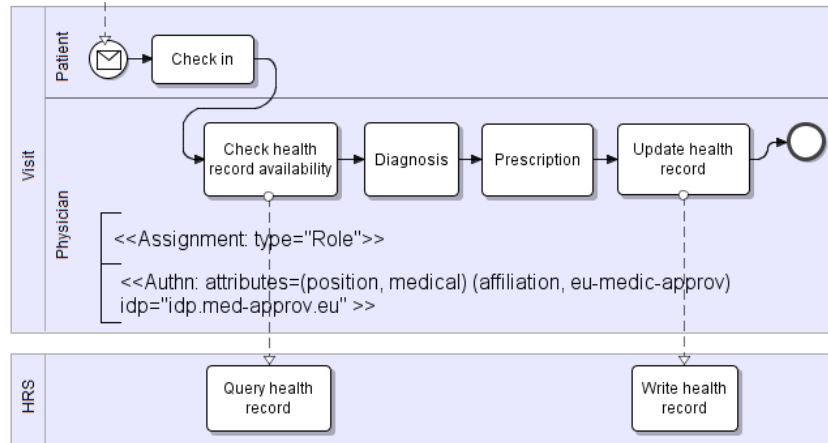 Visit
Patient
Check in
Physician
Check health
record availability
Diagnosis
Prescription
Update health
record
<<Assignment: type="Role">>
<<Authn: attributes=(position, medical) (affiliation, eu-medic-approv)
idp="idp.med-approv.eu" >>
HRS
Query health
record
Write health
record